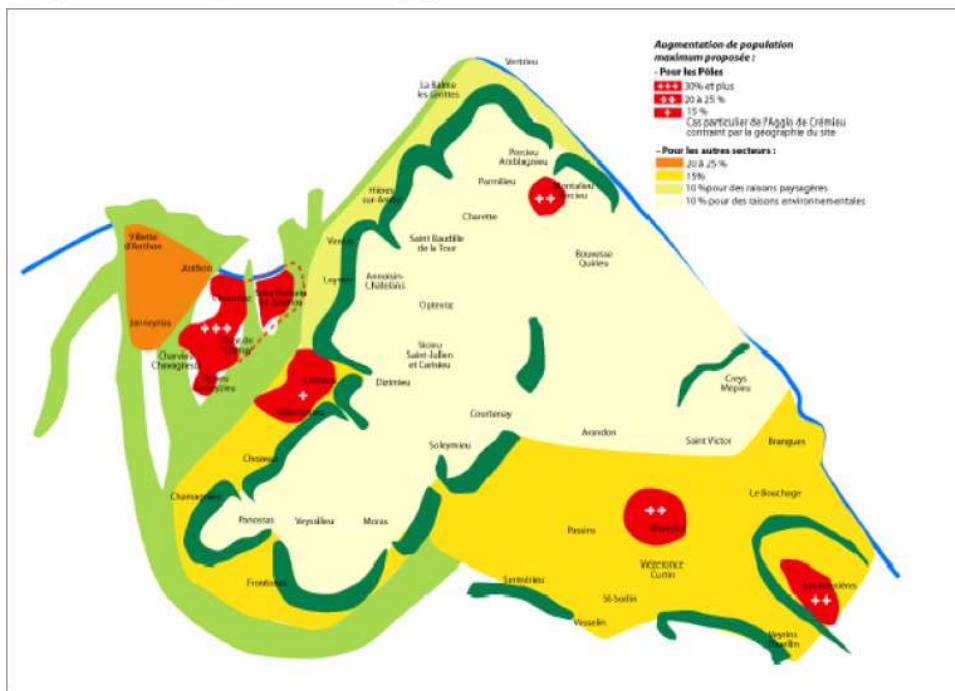 Augmentation de population
maximum proposée :
- Pour les Pôles
+++ 30% et plus
++ 20 à 25 %
+ 15 %
Cas particulier de l'Agglo de Crémieu
contraint par la géographie du site
- Pour les autres secteurs :
20 à 25 %
15%
10 % pour des raisons paysagères
10 % pour des raisons environnementales
Vertrieu
La Balme
les Grottes
Porcieu
Amblagnieu
Parmilieu
Montalieu
Vercieu
++
Hières
sur-Amby
Charette
Villette
d'Anthon
Vernas
Saint Baudille
de la Tour
Bouvesse
Quirieu
Anthon
Leyrieu
Annoisin-
Châtelans
Optevoz
Janneyrias
+++
Charvieu
Chavagneux
Siccieu
Saint-Julien
et Carisieu
Dizimieu
+
Villemoirieu
Creys
Mépieu
Courtenay
Arandon
Saint Victor
Brangues
Soleymieu
Chozeau
Chamagnieu
Le Bouchage
Panossas
Veyssilieu
Moras
++
Passins
Morestel
Vézeronce
Curtin
Frontonas
Sermérieu
St-Sorlin
Vasselin
Les Avenières
++
Veyrins
Thuellin